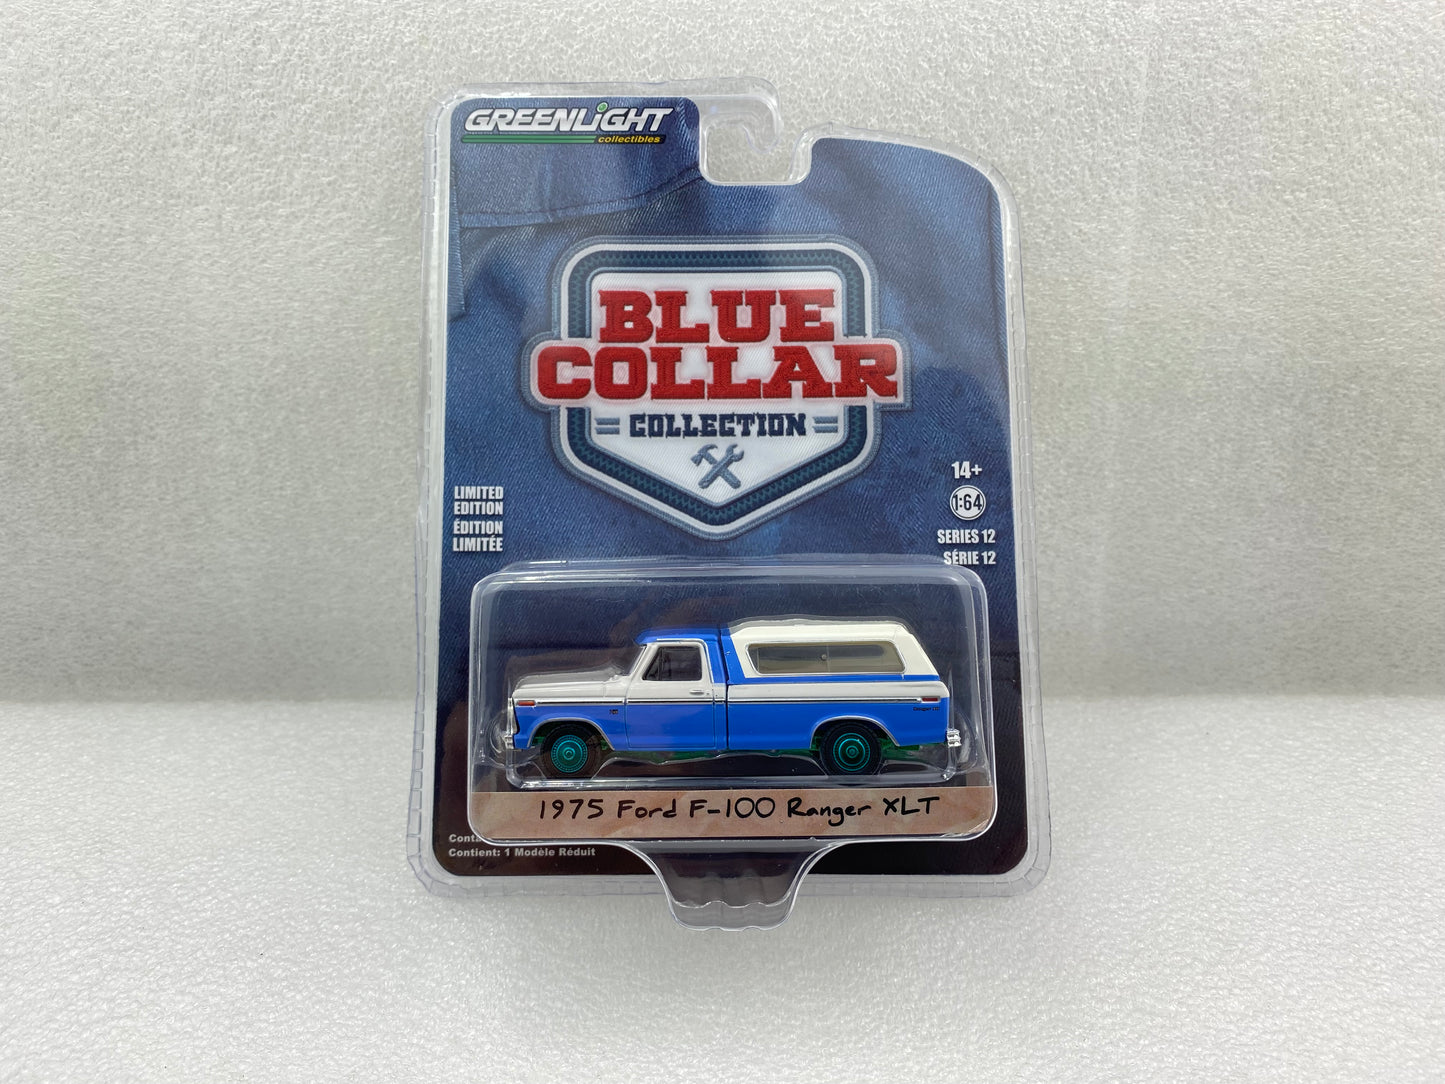 GREENLIGHT
collectibles
BLUE
COLLAR
COLLECTION
14+
1:64
SERIES 12
SÉRIE 12
LIMITED
EDITION
ÉDITION
LIMITÉE
1975 Ford F-100 Ranger XLT
Contient: 1 Modèle Réduit